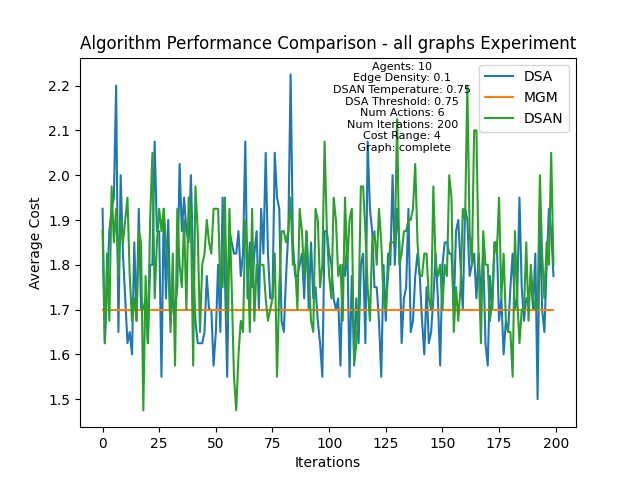 Algorithm Performance Comparison - all graphs Experiment
Agents: 10
Edge Density: 0.1
DSAN Temperature: 0.75
DSA Threshold: 0.75
Num Actions: 6
Num Iterations: 200
Cost Range: 4
Graph: complete
DSA
MGM
DSAN
Average Cost
2.2
2.1
2.0
1.9
1.8
1.7
1.6
1.5
0
25
50
75
100
125
150
175
200
Iterations